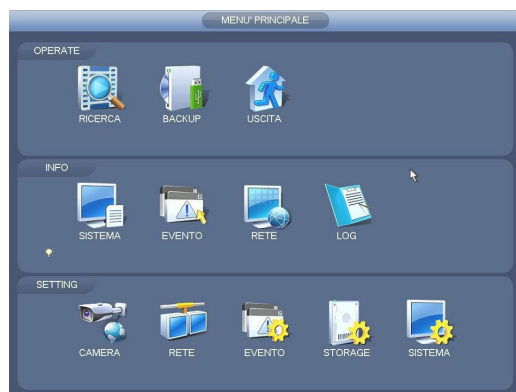 MENU' PRINCIPALE
OPERATE
RICERCA BACKUP USCITA
INFO
SISTEMA EVENTO RETE LOG
SETTING
CAMERA RETE EVENTO STORAGE SISTEMA